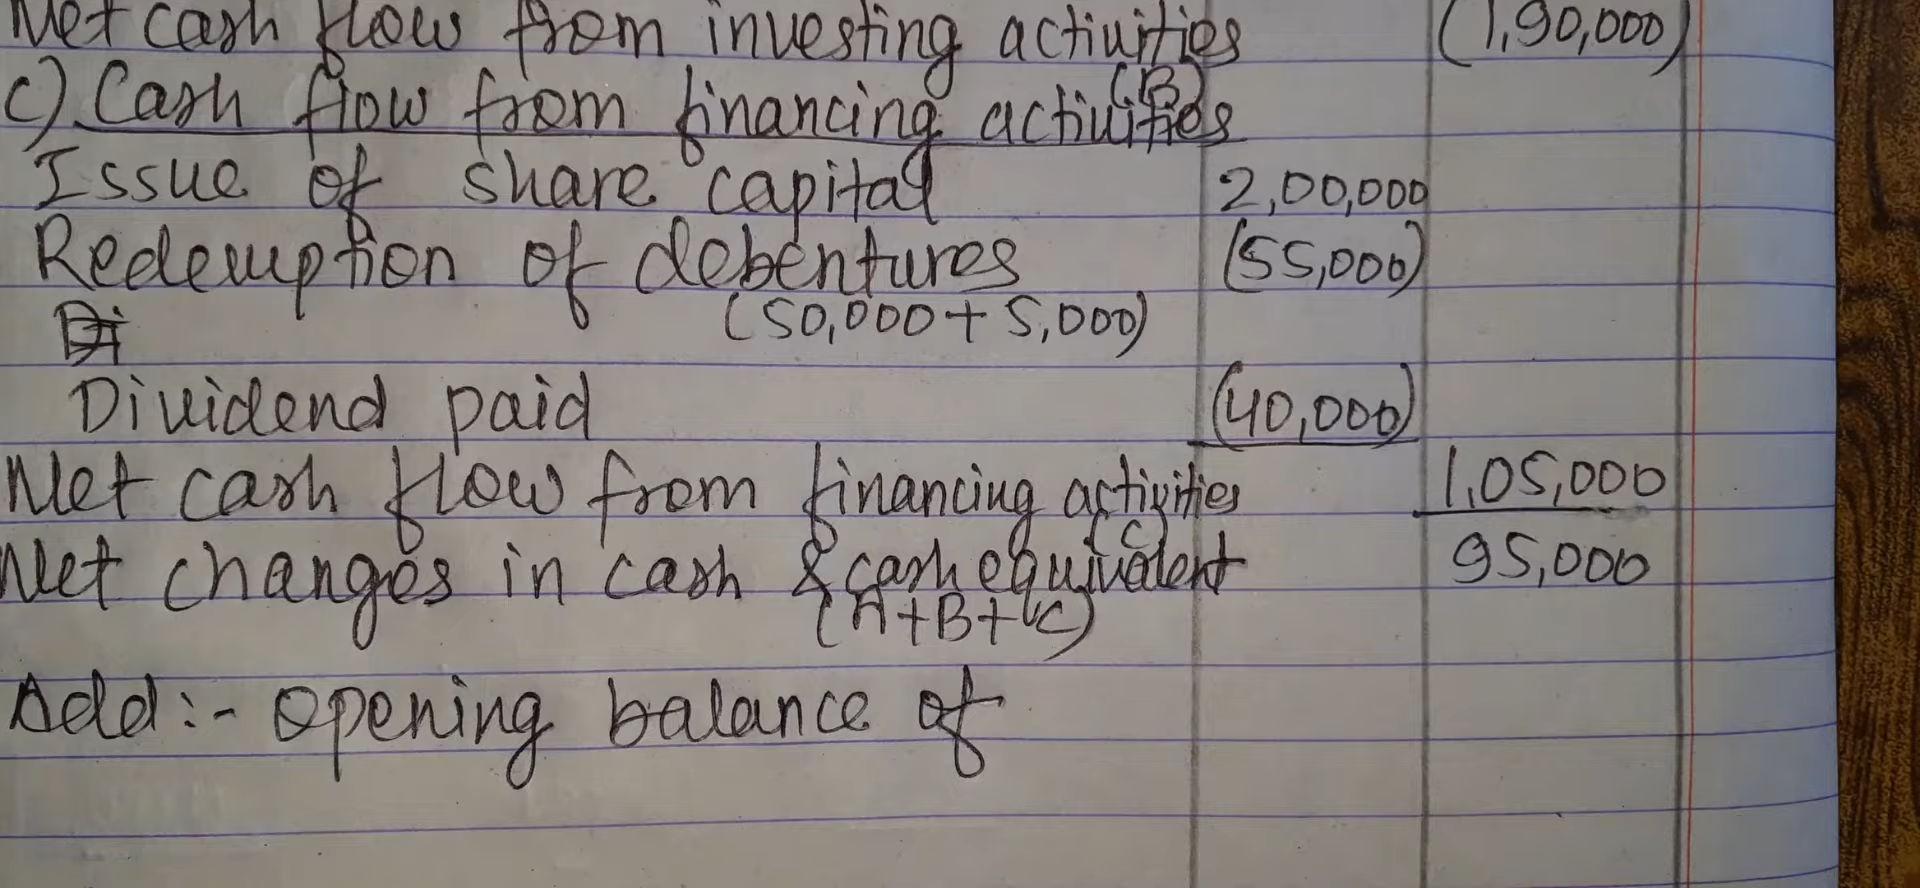 Net cash flow from investing activities (1,90,000)
(B)
C) Cash flow from financing activities
Issue of share capital 2,00,000
Redemption of debentures (55,000)
(50,000 + 5,000)
Di
Dividend paid (40,000)
Net cash flow from financing activities 1,05,000
(C)
Net changes in cash & cash equivalent 95,000
(A+B+C)
Add:- Opening balance of